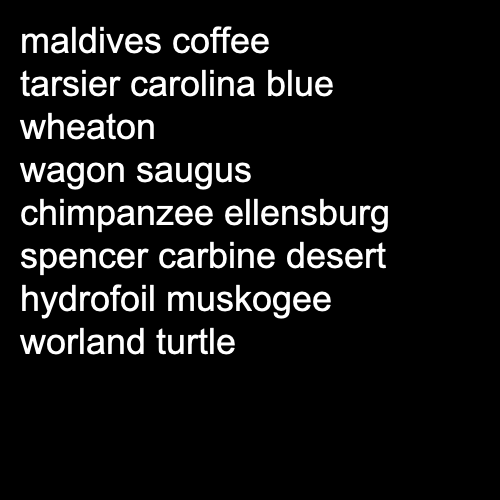 maldives coffee
tarsier carolina blue
wheaton
wagon saugus
chimpanzee ellensburg
spencer carbine desert
hydrofoil muskogee
worland turtle